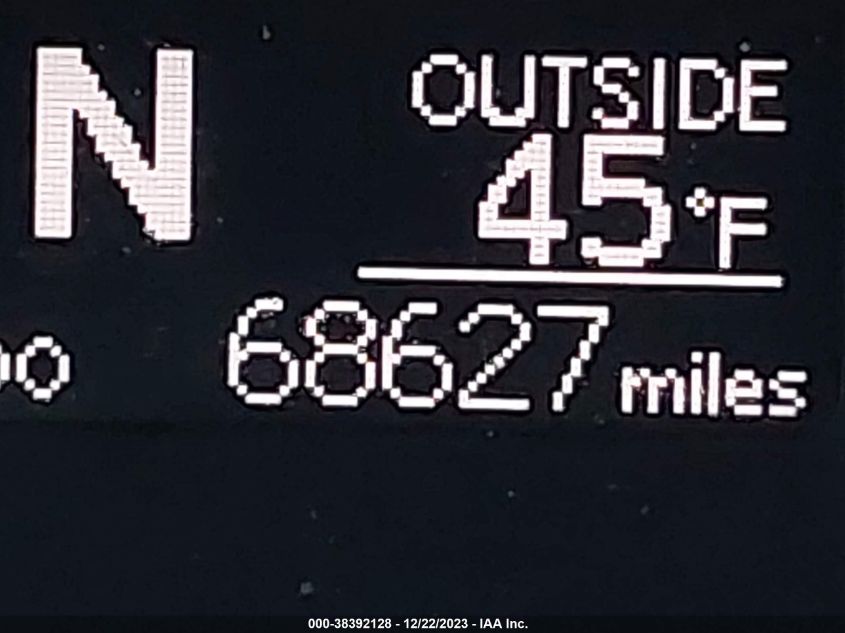 N
OUTSIDE
45°F
68627 miles
000-38392128 - 12/22/2023 - IAA Inc.